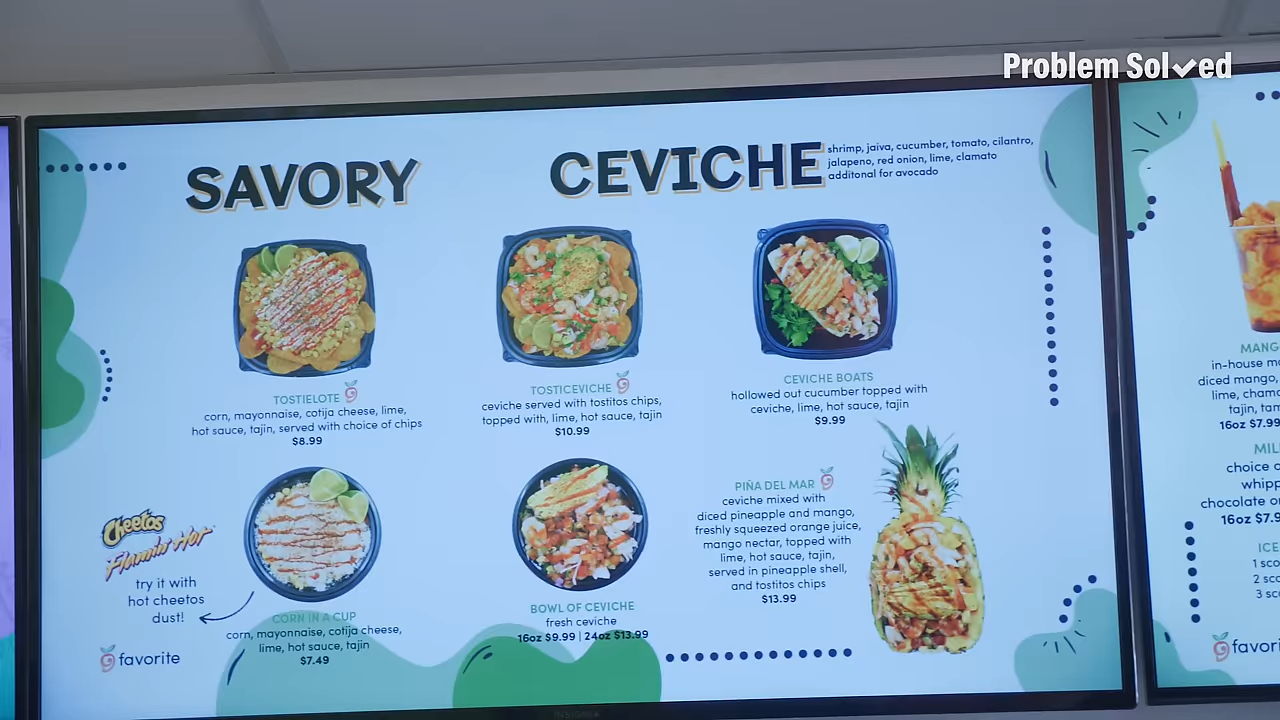 Problem Solved
SAVORY
CEVICHE
shrimp, jaiva, cucumber, tomato, cilantro,
jalapeno, red onion, lime, clamato
additonal for avocado
TOSTIELOTE
corn, mayonnaise, cotija cheese, lime,
hot sauce, tajin, served with choice of chips
$8.99
TOSTICEVICHE
ceviche served with tostitos chips,
topped with, lime, hot sauce, tajin
$10.99
CEVICHE BOATS
hollowed out cucumber topped with
ceviche, lime, hot sauce, tajin
$9.99
Cheetos
Flamin' Hot
try it with
hot cheetos
dust!
CORN IN A CUP
corn, mayonnaise, cotija cheese,
lime, hot sauce, tajin
$7.49
favorite
BOWL OF CEVICHE
fresh ceviche
16oz $9.99 | 24oz $13.99
PIÑA DEL MAR
ceviche mixed with
diced pineapple and mango,
freshly squeezed orange juice,
mango nectar, topped with
lime, hot sauce, tajin,
served in pineapple shell,
and tostitos chips
$13.99
in-house
diced mango,
lime,
tajin,
16oz $7.99
choice
chocolate
16oz
ICE